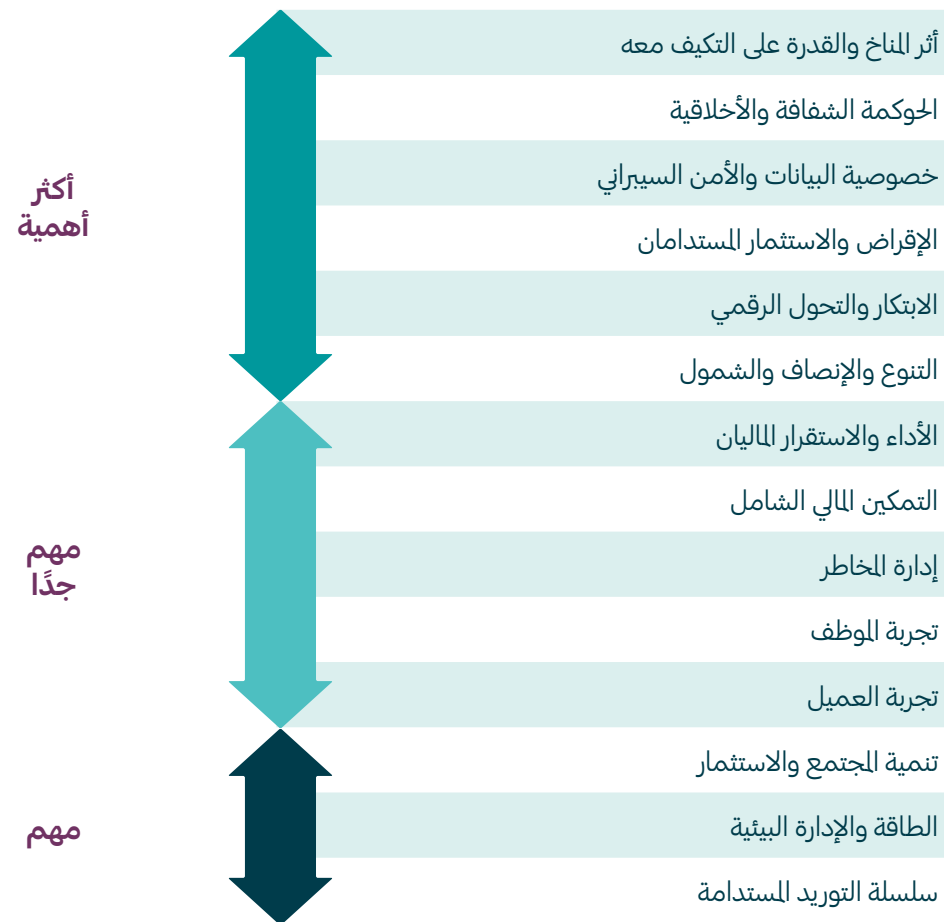 أثر المناخ والقدرة على التكيف معه
الحوكمة الشفافة والأخلاقية
خصوصية البيانات والأمن السيبراني
الإقراض والاستثمار المستدامان
الابتكار والتحول الرقمي
التنوع والإنصاف والشمول
أكثر
أهمية
الأداء والاستقرار الماليان
التمكين المالي الشامل
إدارة المخاطر
تجربة الموظف
تجربة العميل
مهم
جدًا
تنمية المجتمع والاستثمار
الطاقة والإدارة البيئية
سلسلة التوريد المستدامة
مهم